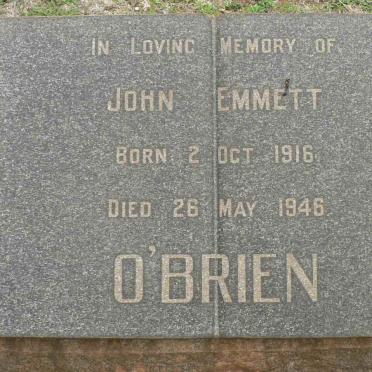 IN LOVING MEMORY OF.
JOHN EMMETT
BORN 2 OCT 1916.
DIED 26 MAY 1946.
O'BRIEN